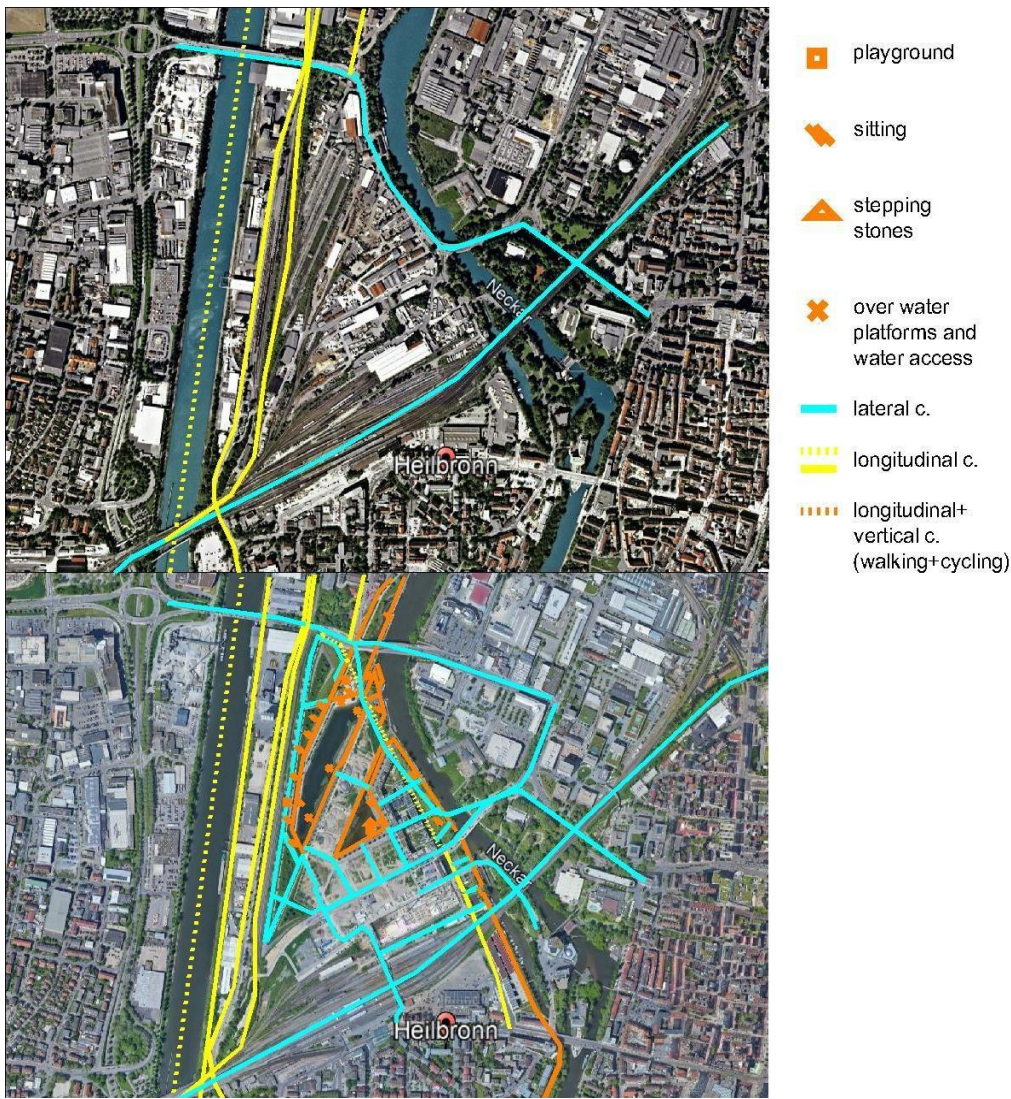 Neckar
Heilbronn
Neckar
Heilbronn
playground
sitting
stepping
stones
over water
platforms and
water access
lateral c.
longitudinal c.
longitudinal+
vertical c.
(walking+cycling)